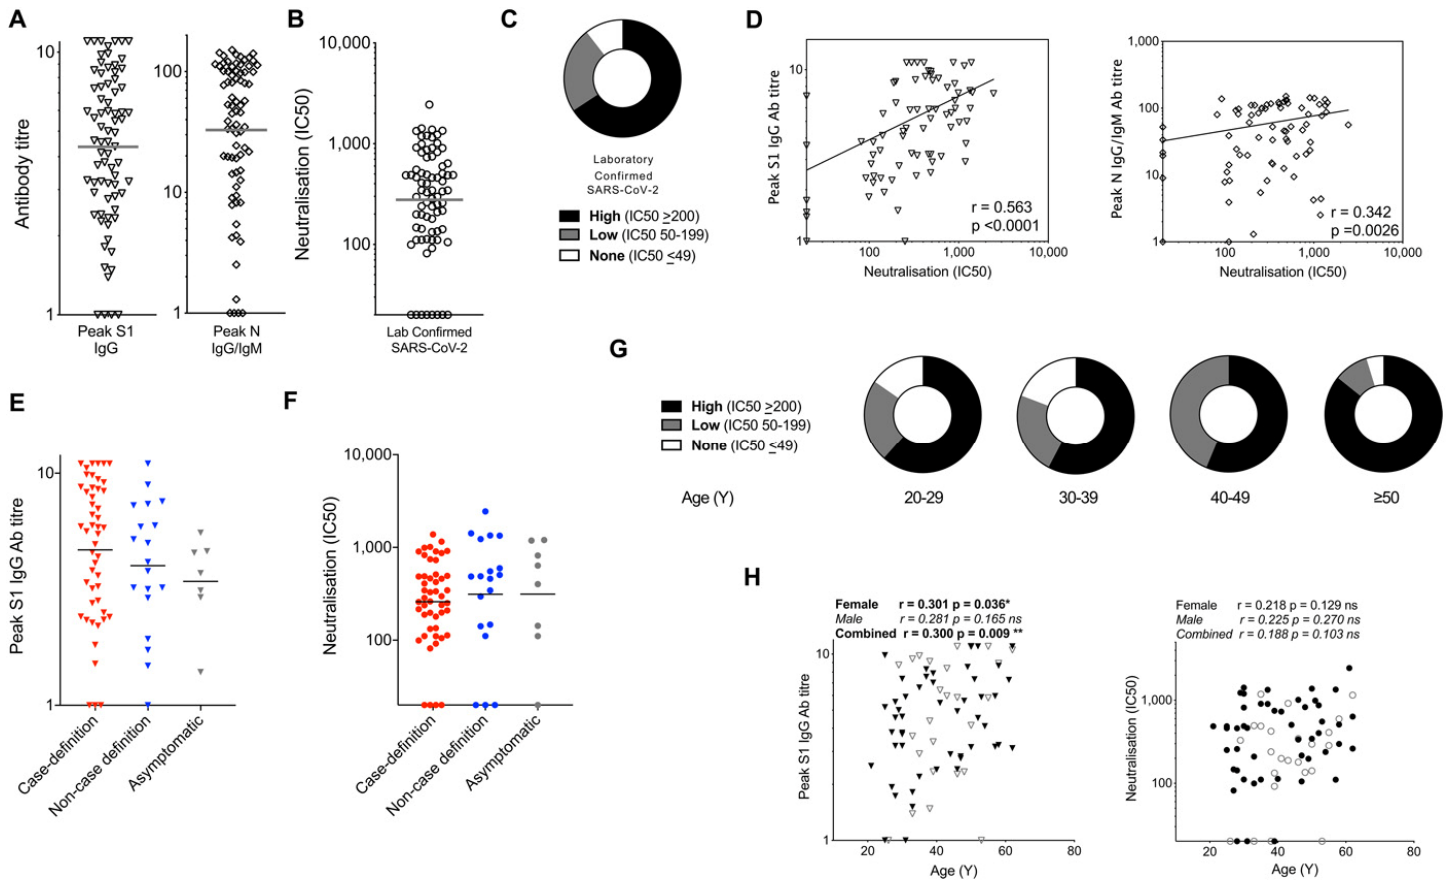 A
10
1
Antibody titre
Peak S1
IgG
100
10
1
Peak N
IgG/IgM
B
10,000
1,000
100
Neutralisation (IC50)
Lab Confirmed
SARS-CoV-2
C
Laboratory
Confirmed
SARS-CoV-2
High (IC50 ≥200)
Low (IC50 50-199)
None (IC50 ≤49)
D
10
1
Peak S1 IgG Ab titre
r = 0.563
p <0.0001
100
1,000
10,000
Neutralisation (IC50)
1,000
100
10
1
Peak N IgG/IgM Ab titre
r = 0.342
p =0.0026
100
1,000
10,000
Neutralisation (IC50)
E
10
1
Peak S1 IgG Ab titre
Case-definition
Non-case definition
Asymptomatic
F
10,000
1,000
100
Neutralisation (IC50)
Case-definition
Non-case definition
Asymptomatic
G
High (IC50 ≥200)
Low (IC50 50-199)
None (IC50 ≤49)
Age (Y)
20-29
30-39
40-49
≥50
H
Female r = 0.301 p = 0.036*
Male r = 0.281 p = 0.165 ns
Combined r = 0.300 p = 0.009 **
10
1
Peak S1 IgG Ab titre
20
40
60
80
Age (Y)
Female r = 0.218 p = 0.129 ns
Male r = 0.225 p = 0.270 ns
Combined r = 0.188 p = 0.103 ns
1,000
100
Neutralisation (IC50)
20
40
60
80
Age (Y)